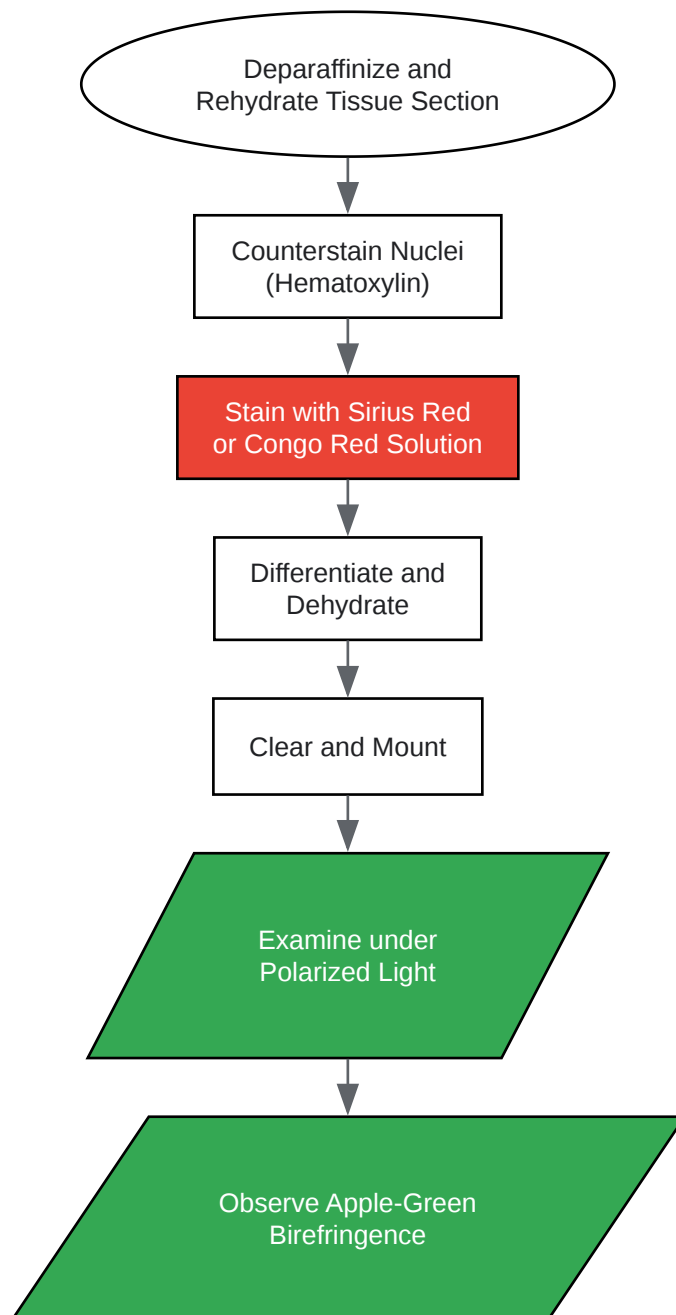 Deparaffinize and
Rehydrate Tissue Section
Counterstain Nuclei
(Hematoxylin)
Stain with Sirius Red
or Congo Red Solution
Differentiate and
Dehydrate
Clear and Mount
Examine under
Polarized Light
Observe Apple-Green
Birefringence